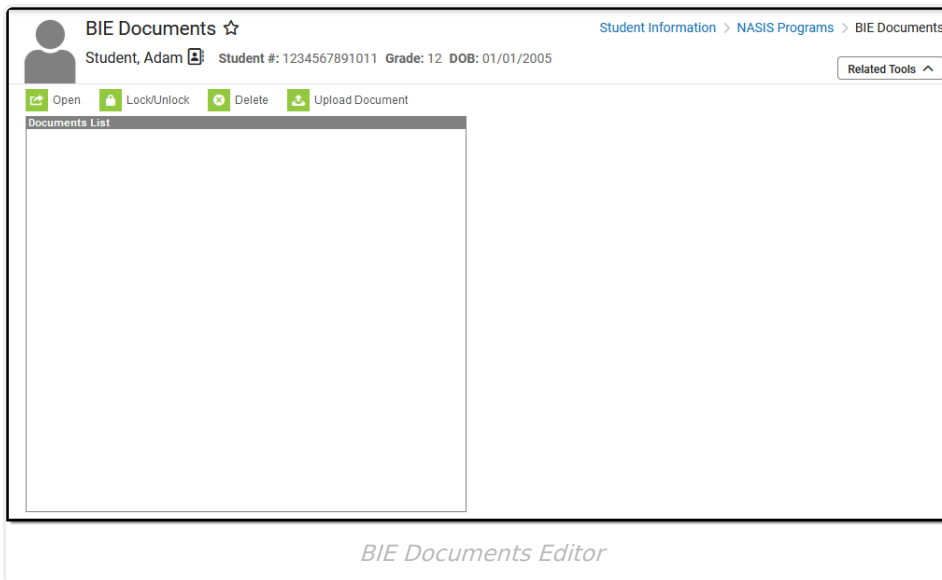 BIE Documents
Student Information > NASIS Programs > BIE Documents
Student, Adam Student #: 1234567891011 Grade: 12 DOB: 01/01/2005
Related Tools
Open Lock/Unlock Delete Upload Document
Documents List
BIE Documents Editor